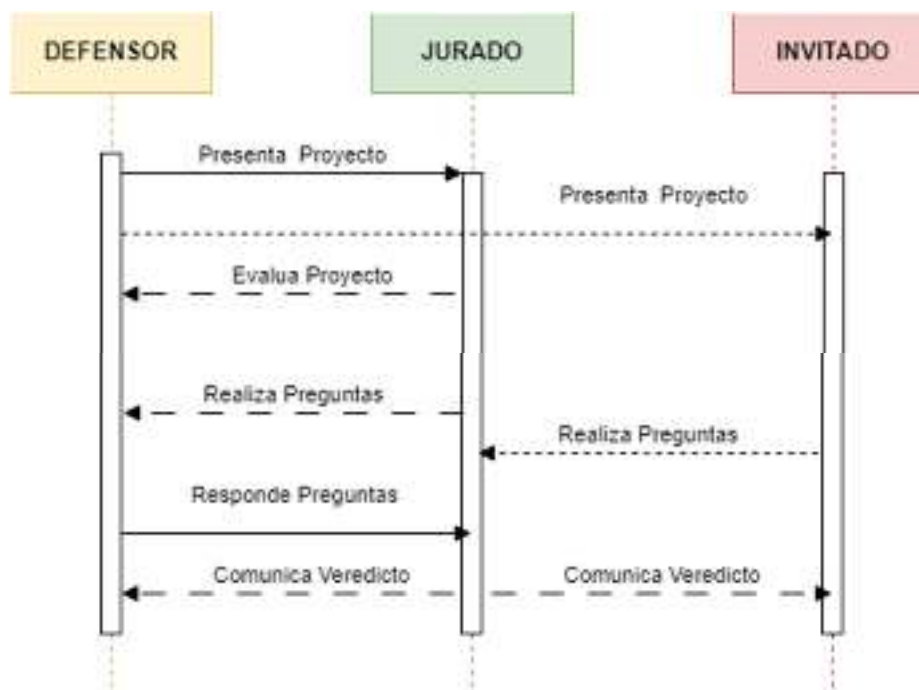 DEFENSOR JURADO INVITADO
Presenta Proyecto
Presenta Proyecto
Evalua Proyecto
Realiza Preguntas
Realiza Preguntas
Responde Preguntas
Comunica Veredicto Comunica Veredicto